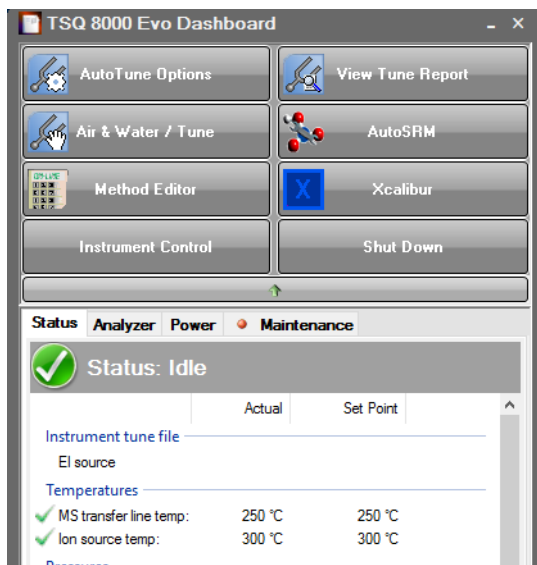 TSQ 8000 Evo Dashboard
AutoTune Options
View Tune Report
Air & Water / Tune
AutoSRM
Method Editor
X Xcalibur
Instrument Control
Shut Down
Status Analyzer Power Maintenance
Status: Idle
Actual Set Point
Instrument tune file
EI source
Temperatures
MS transfer line temp: 250 °C 250 °C
Ion source temp: 300 °C 300 °C